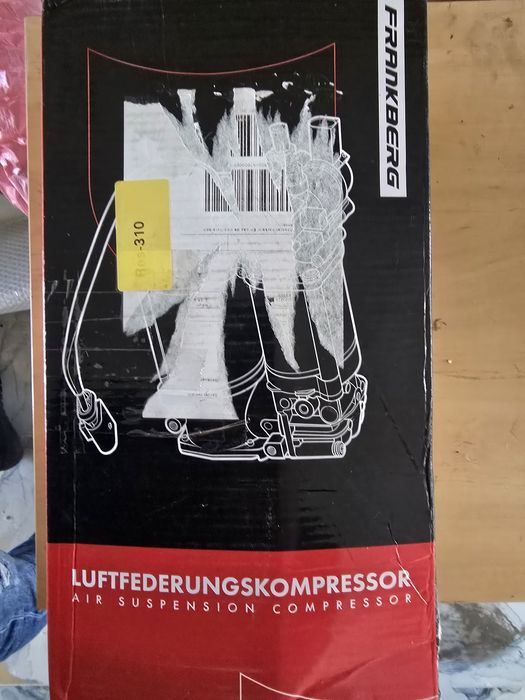 FRANKBERG
Res-310
LUFTFEDERUNGSKOMPRESSOR
AIR SUSPENSION COMPRESSOR